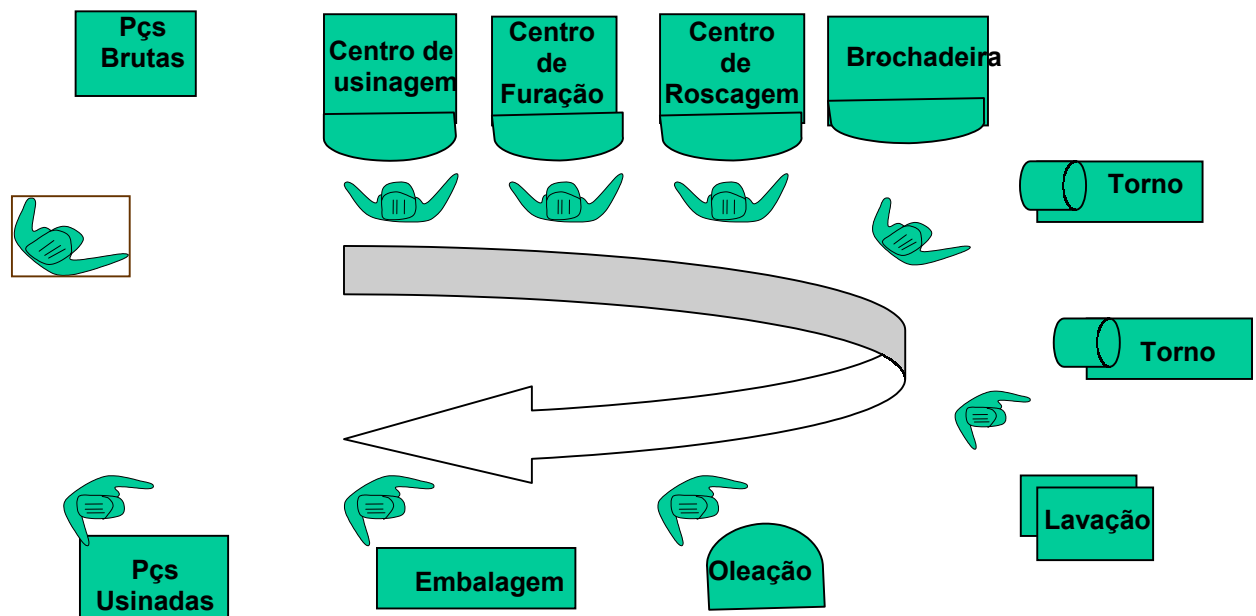 Pçs
Brutas
Centro de
usinagem
Centro
de
Furação
Centro
de
Roscagem
Brochadeira
Torno
Torno
Lavação
Oleação
Embalagem
Pçs
Usinadas